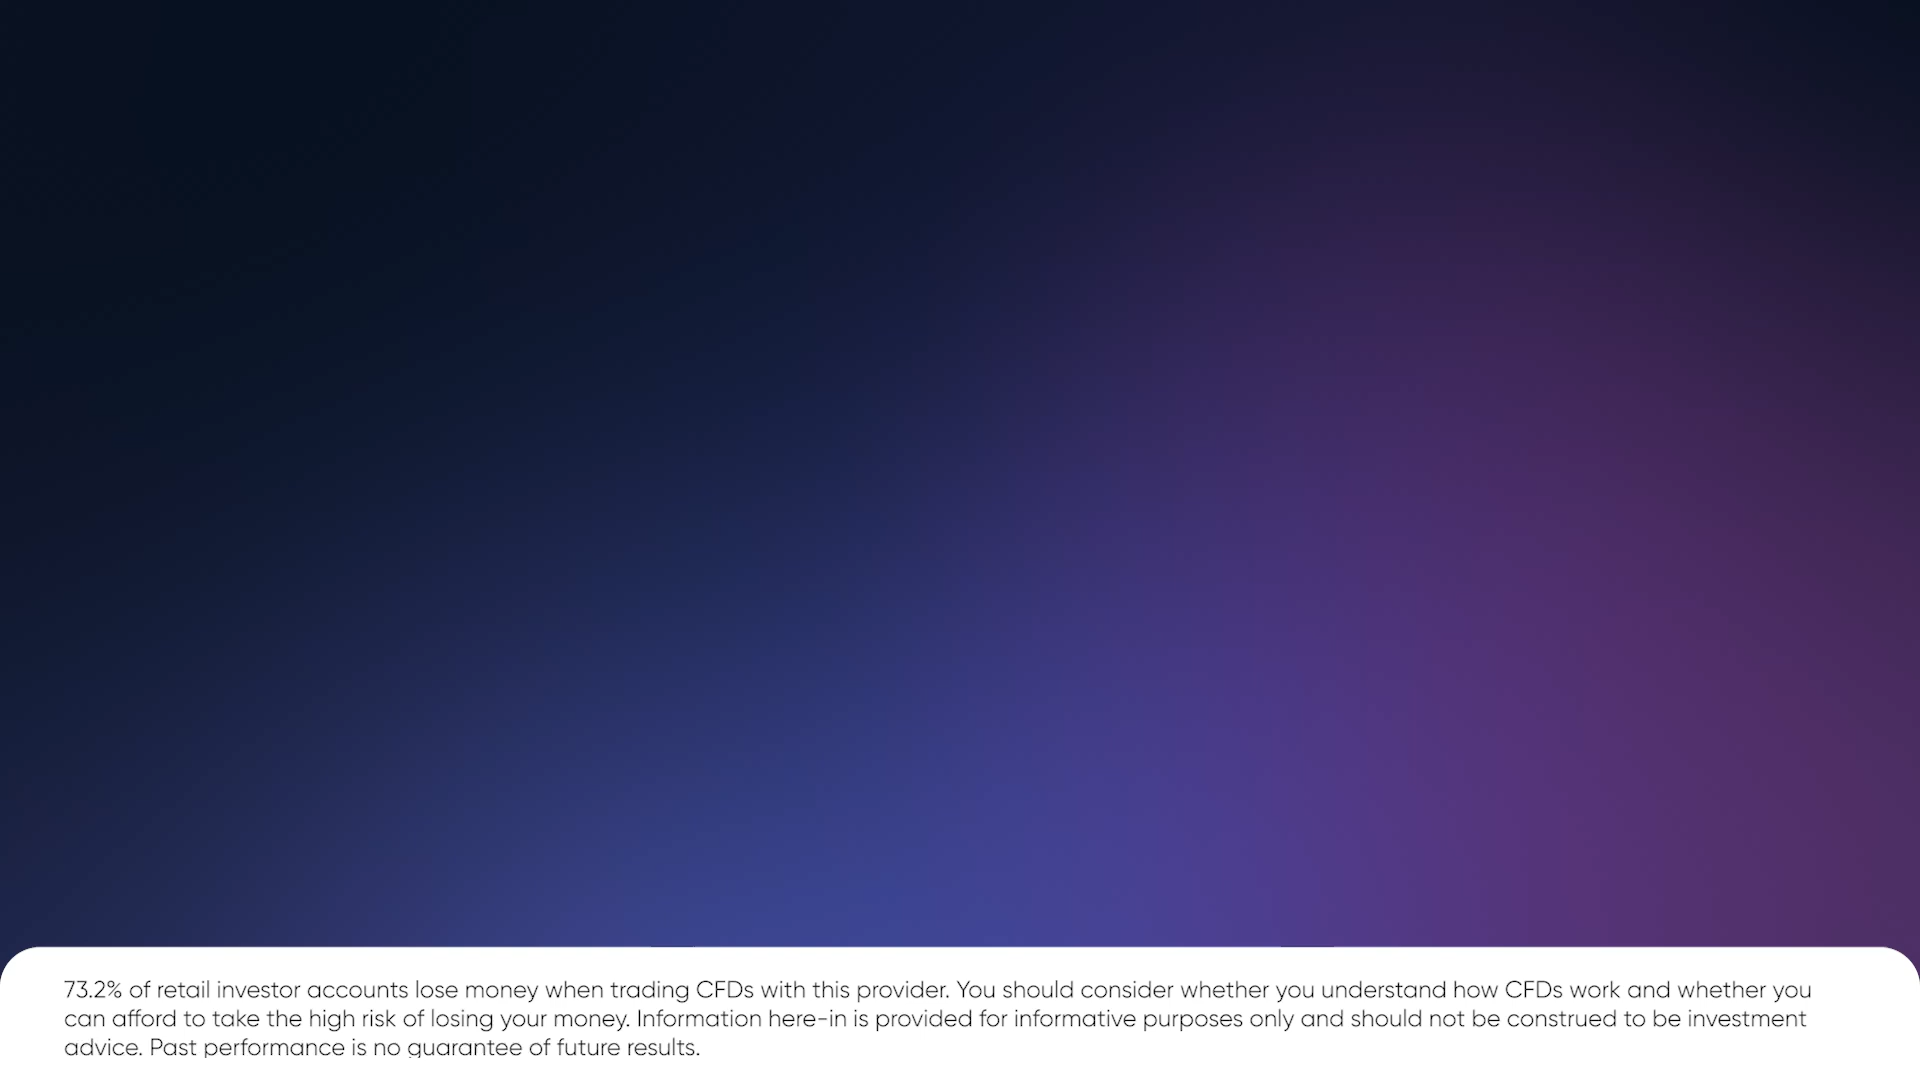 73.2% of retail investor accounts lose money when trading CFDs with this provider. You should consider whether you understand how CFDs work and whether you
can afford to take the high risk of losing your money. Information here-in is provided for informative purposes only and should not be construed to be investment
advice. Past performance is no guarantee of future results.